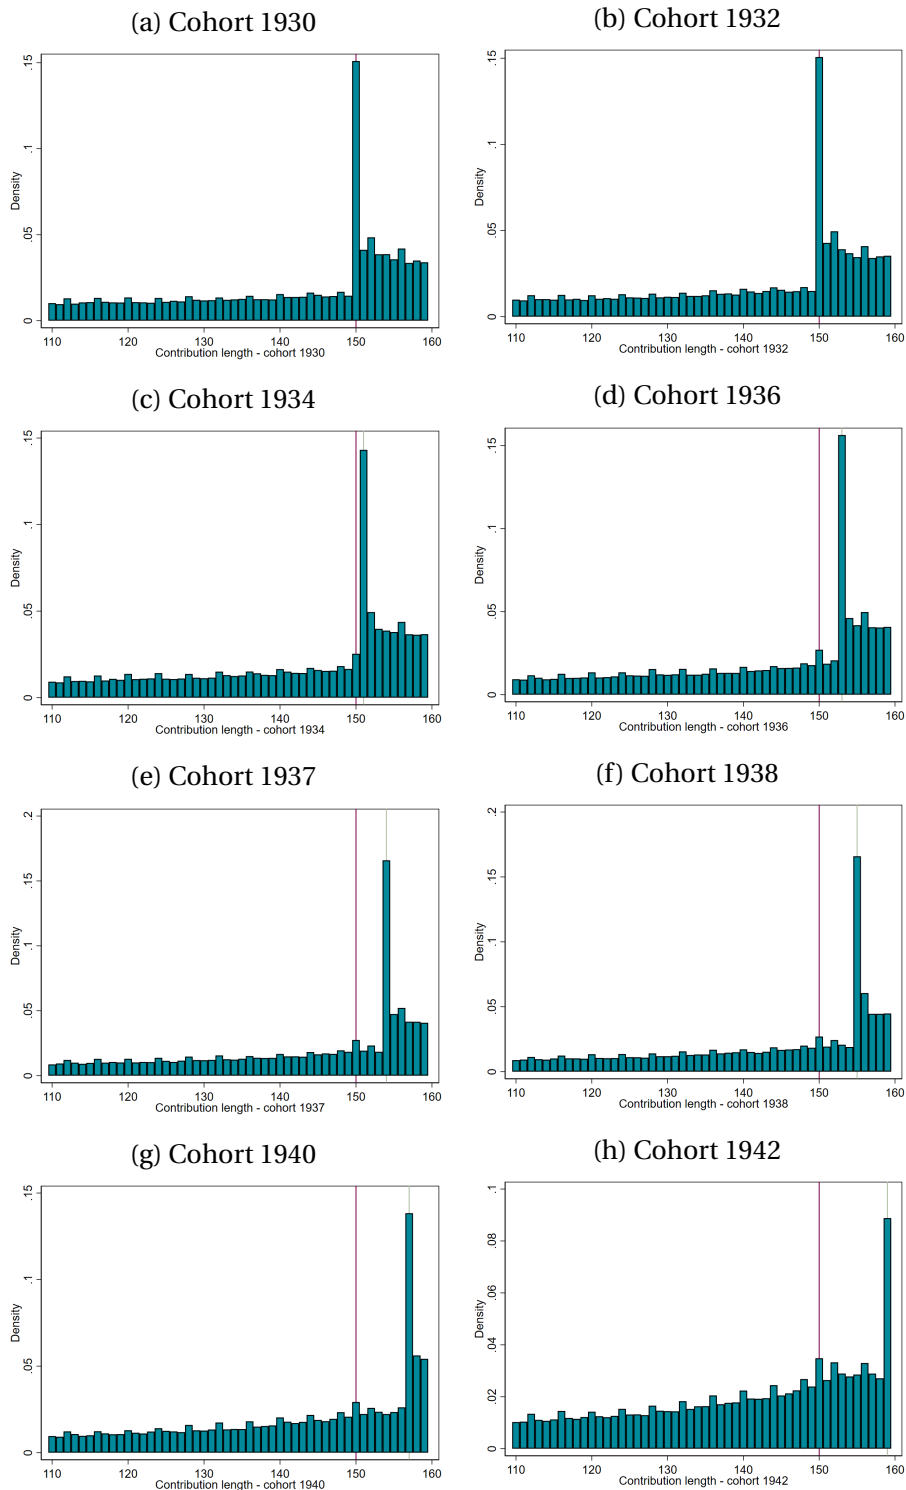 (a) Cohort 1930
Density
0 .05 .1 .15
110 120 130 140 150 160
Contribution length - cohort 1930
(b) Cohort 1932
Density
0 .05 .1 .15
110 120 130 140 150 160
Contribution length - cohort 1932
(c) Cohort 1934
Density
0 .05 .1 .15
110 120 130 140 150 160
Contribution length - cohort 1934
(d) Cohort 1936
Density
0 .05 .1 .15
110 120 130 140 150 160
Contribution length - cohort 1936
(e) Cohort 1937
Density
0 .05 .1 .15 .2
110 120 130 140 150 160
Contribution length - cohort 1937
(f) Cohort 1938
Density
0 .05 .1 .15 .2
110 120 130 140 150 160
Contribution length - cohort 1938
(g) Cohort 1940
Density
0 .05 .1 .15
110 120 130 140 150 160
Contribution length - cohort 1940
(h) Cohort 1942
Density
0 .02 .04 .06 .08 .1
110 120 130 140 150 160
Contribution length - cohort 1942